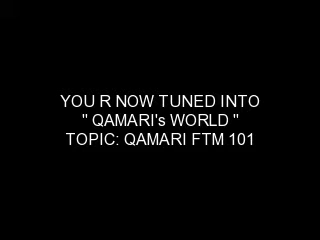 YOU R NOW TUNED INTO
" QAMARI's WORLD "
TOPIC: QAMARI FTM 101